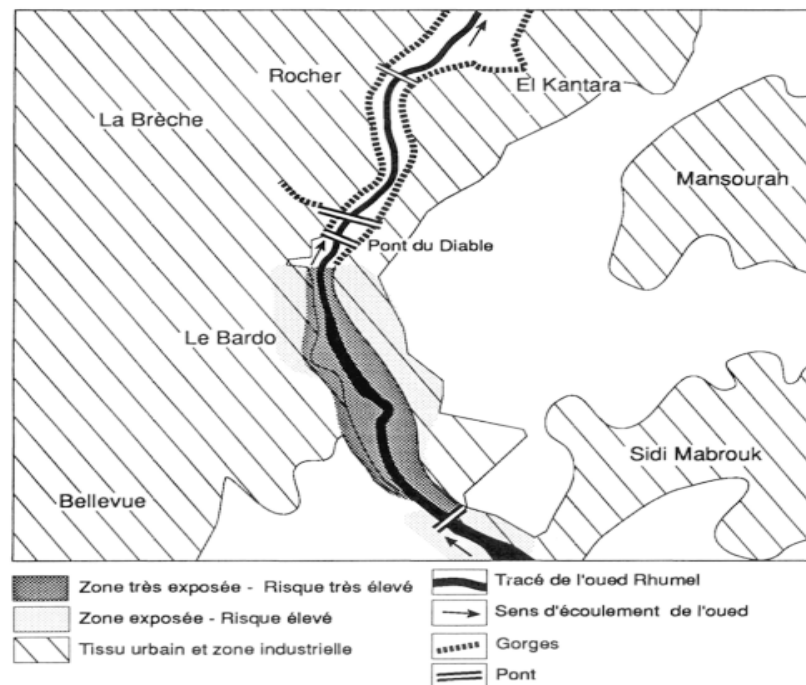 Rocher
El Kantara
La Brèche
Mansourah
Pont du Diable
Le Bardo
Sidi Mabrouk
Bellevue
Zone très exposée - Risque très élevé
Zone exposée - Risque élevé
Tissu urbain et zone industrielle
Tracé de l'oued Rhumel
Sens d'écoulement de l'oued
Gorges
Pont